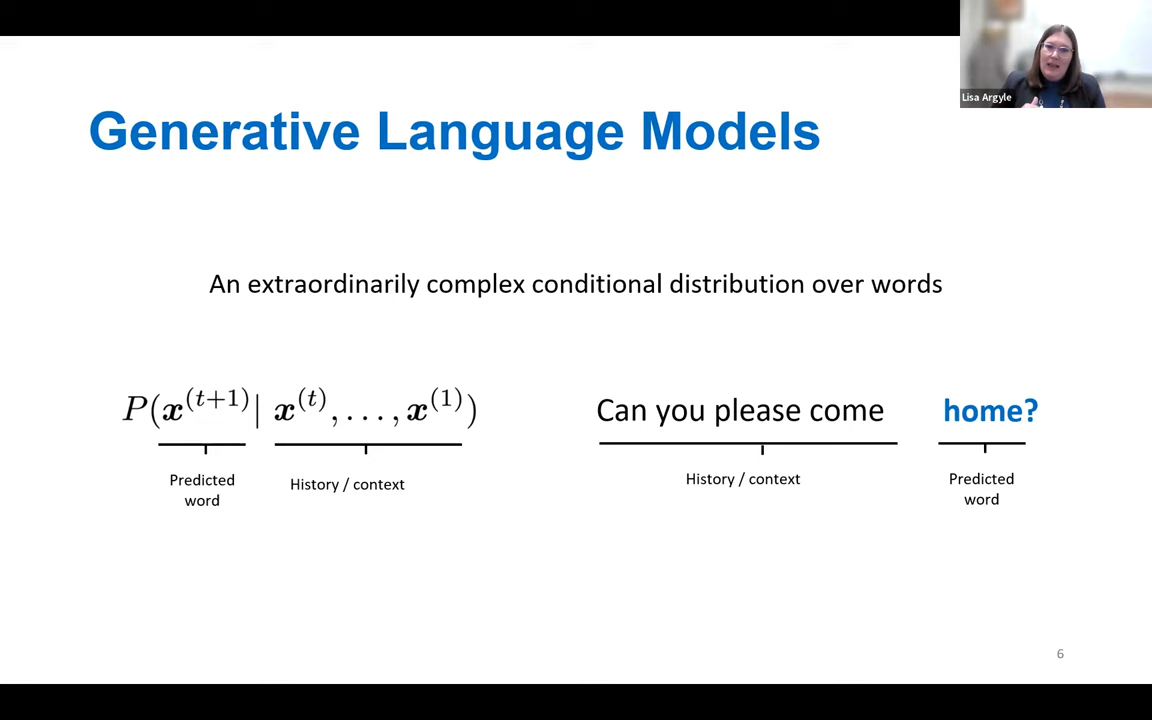 Lisa Argyle
Generative Language Models
An extraordinarily complex conditional distribution over words
P(x^(t+1) | x^(t), . . . , x^(1))
Can you please come home?
Predicted word
History / context
History / context
Predicted word
6